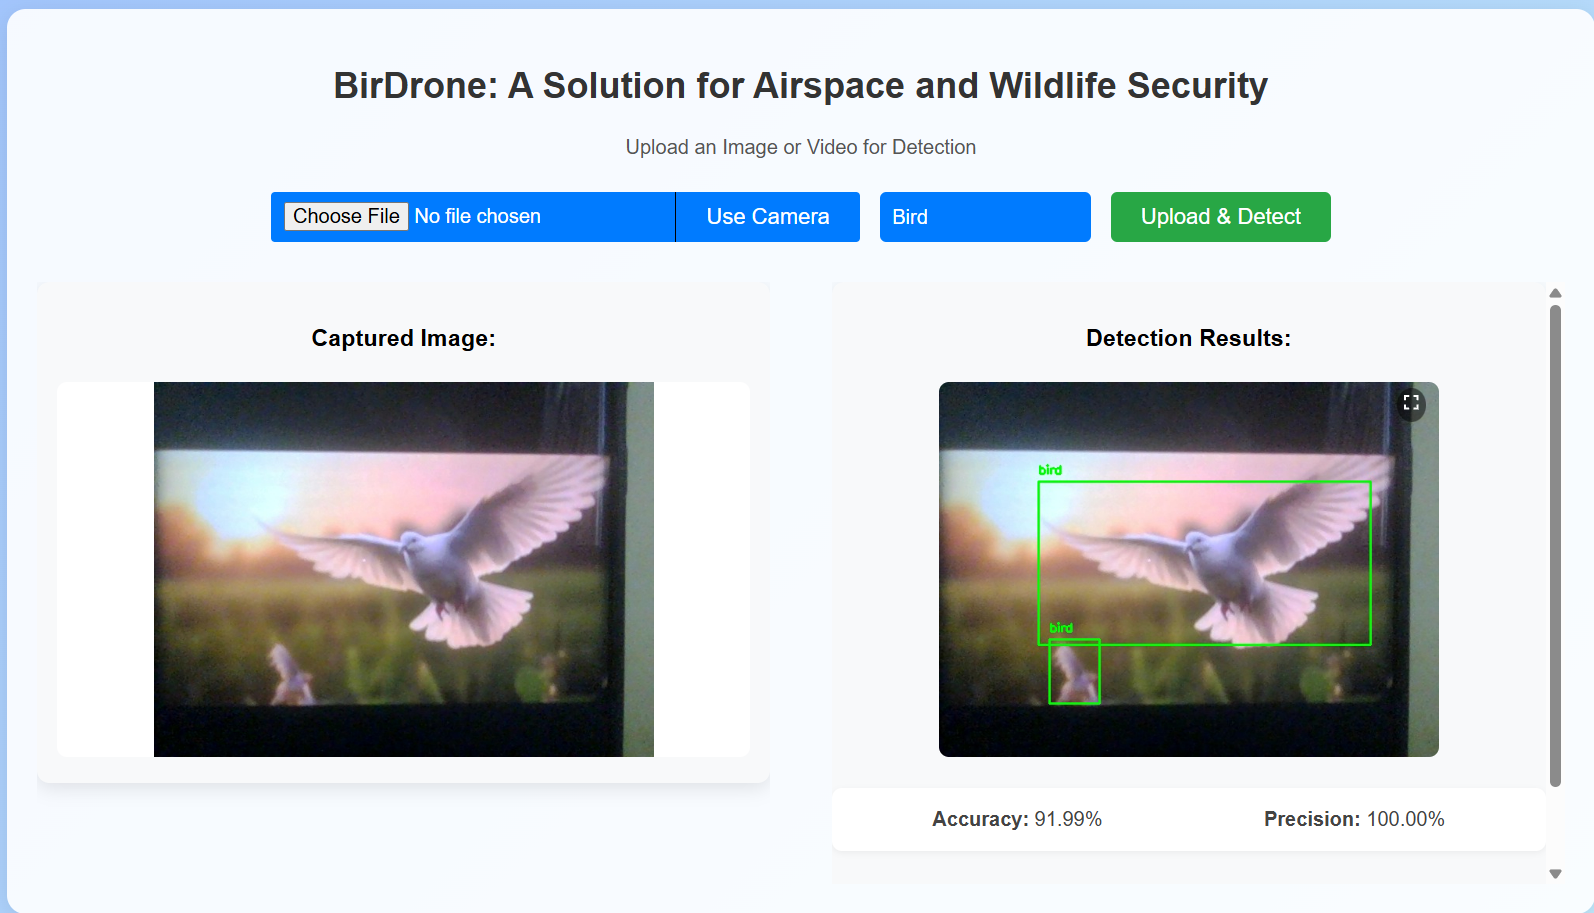 BirDrone: A Solution for Airspace and Wildlife Security
Upload an Image or Video for Detection
Choose File No file chosen Use Camera Bird Upload & Detect
Captured Image:
Detection Results:
bird
bird
Accuracy: 91.99% Precision: 100.00%